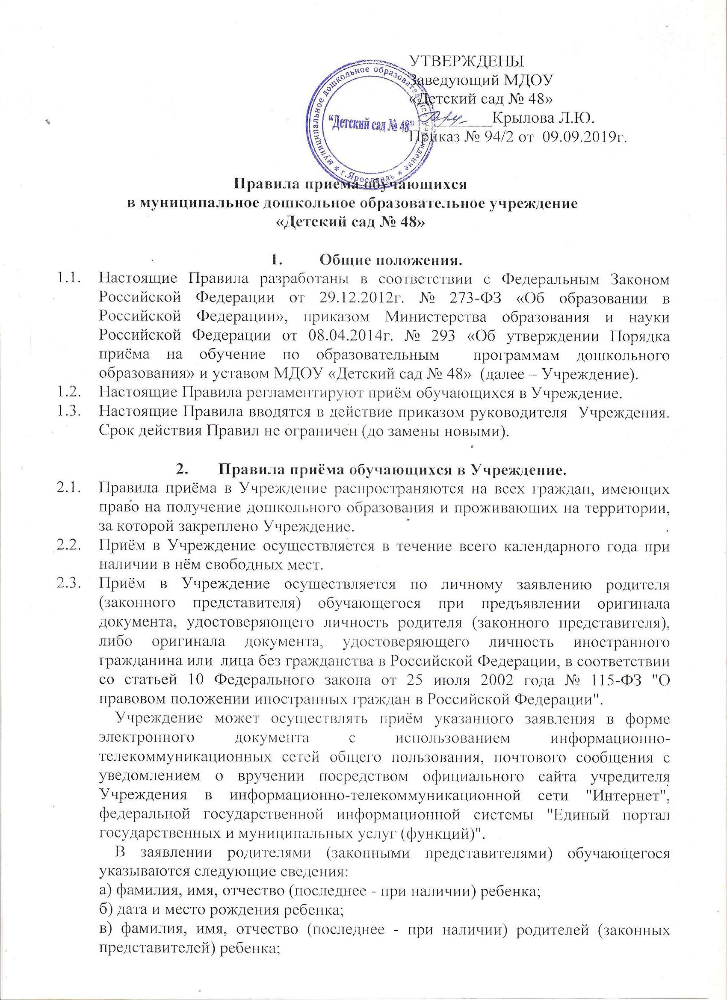 УТВЕРЖДЕНЫ
Заведующий МДОУ
«Детский сад № 48»
Крылова Л.Ю.
Приказ № 94/2 от 09.09.2019г.
муниципальное дошкольное образовательное учреждение * г.Ярославль *
“Детский сад № 48”
Правила приема обучающихся
в муниципальное дошкольное образовательное учреждение
«Детский сад № 48»
1. Общие положения.
1.1. Настоящие Правила разработаны в соответствии с Федеральным Законом
Российской Федерации от 29.12.2012г. № 273-ФЗ «Об образовании в
Российской Федерации», приказом Министерства образования и науки
Российской Федерации от 08.04.2014г. № 293 «Об утверждении Порядка
приёма на обучение по образовательным программам дошкольного
образования» и уставом МДОУ «Детский сад № 48» (далее – Учреждение).
1.2. Настоящие Правила регламентируют приём обучающихся в Учреждение.
1.3. Настоящие Правила вводятся в действие приказом руководителя Учреждения.
Срок действия Правил не ограничен (до замены новыми).
2. Правила приёма обучающихся в Учреждение.
2.1. Правила приёма в Учреждение распространяются на всех граждан, имеющих
право на получение дошкольного образования и проживающих на территории,
за которой закреплено Учреждение.
2.2. Приём в Учреждение осуществляется в течение всего календарного года при
наличии в нём свободных мест.
2.3. Приём в Учреждение осуществляется по личному заявлению родителя
(законного представителя) обучающегося при предъявлении оригинала
документа, удостоверяющего личность родителя (законного представителя),
либо оригинала документа, удостоверяющего личность иностранного
гражданина или лица без гражданства в Российской Федерации, в соответствии
со статьей 10 Федерального закона от 25 июля 2002 года № 115-ФЗ "О
правовом положении иностранных граждан в Российской Федерации".
Учреждение может осуществлять приём указанного заявления в форме
электронного документа с использованием информационно-
телекоммуникационных сетей общего пользования, почтового сообщения с
уведомлением о вручении посредством официального сайта учредителя
Учреждения в информационно-телекоммуникационной сети "Интернет",
федеральной государственной информационной системы "Единый портал
государственных и муниципальных услуг (функций)".
В заявлении родителями (законными представителями) обучающегося
указываются следующие сведения:
а) фамилия, имя, отчество (последнее - при наличии) ребенка;
б) дата и место рождения ребенка;
в) фамилия, имя, отчество (последнее - при наличии) родителей (законных
представителей) ребенка;